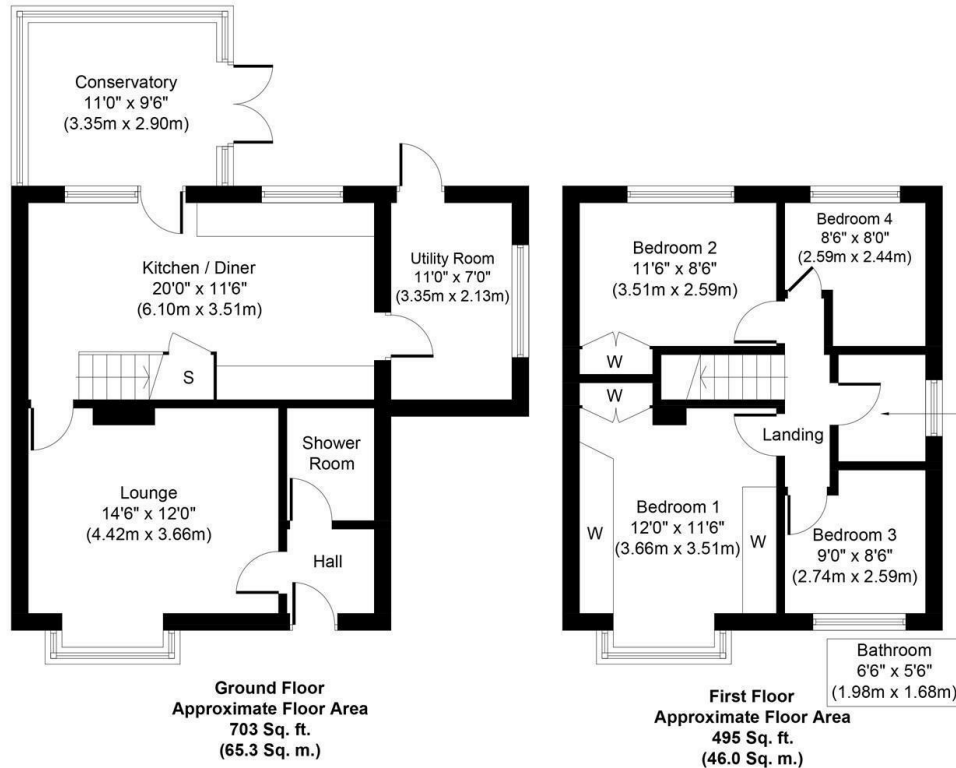 Conservatory
11'0" x 9'6"
(3.35m x 2.90m)
Kitchen / Diner
20'0" x 11'6"
(6.10m x 3.51m)
Utility Room
11'0" x 7'0"
(3.35m x 2.13m)
S
Shower
Room
Lounge
14'6" x 12'0"
(4.42m x 3.66m)
Hall
Ground Floor
Approximate Floor Area
703 Sq. ft.
(65.3 Sq. m.)
Bedroom 2
11'6" x 8'6"
(3.51m x 2.59m)
Bedroom 4
8'6" x 8'0"
(2.59m x 2.44m)
W
W
Landing
Bedroom 1
12'0" x 11'6"
(3.66m x 3.51m)
W
W
Bedroom 3
9'0" x 8'6"
(2.74m x 2.59m)
Bathroom
6'6" x 5'6"
(1.98m x 1.68m)
First Floor
Approximate Floor Area
495 Sq. ft.
(46.0 Sq. m.)